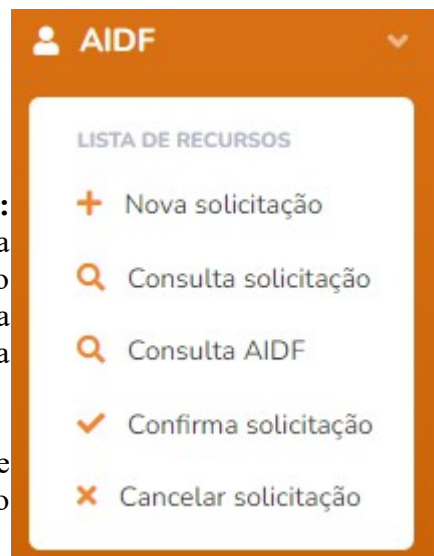 AIDF
LISTA DE RECURSOS
Nova solicitação
Consulta solicitação
Consulta AIDF
Confirma solicitação
Cancelar solicitação
:
a
o
a
a
e
o